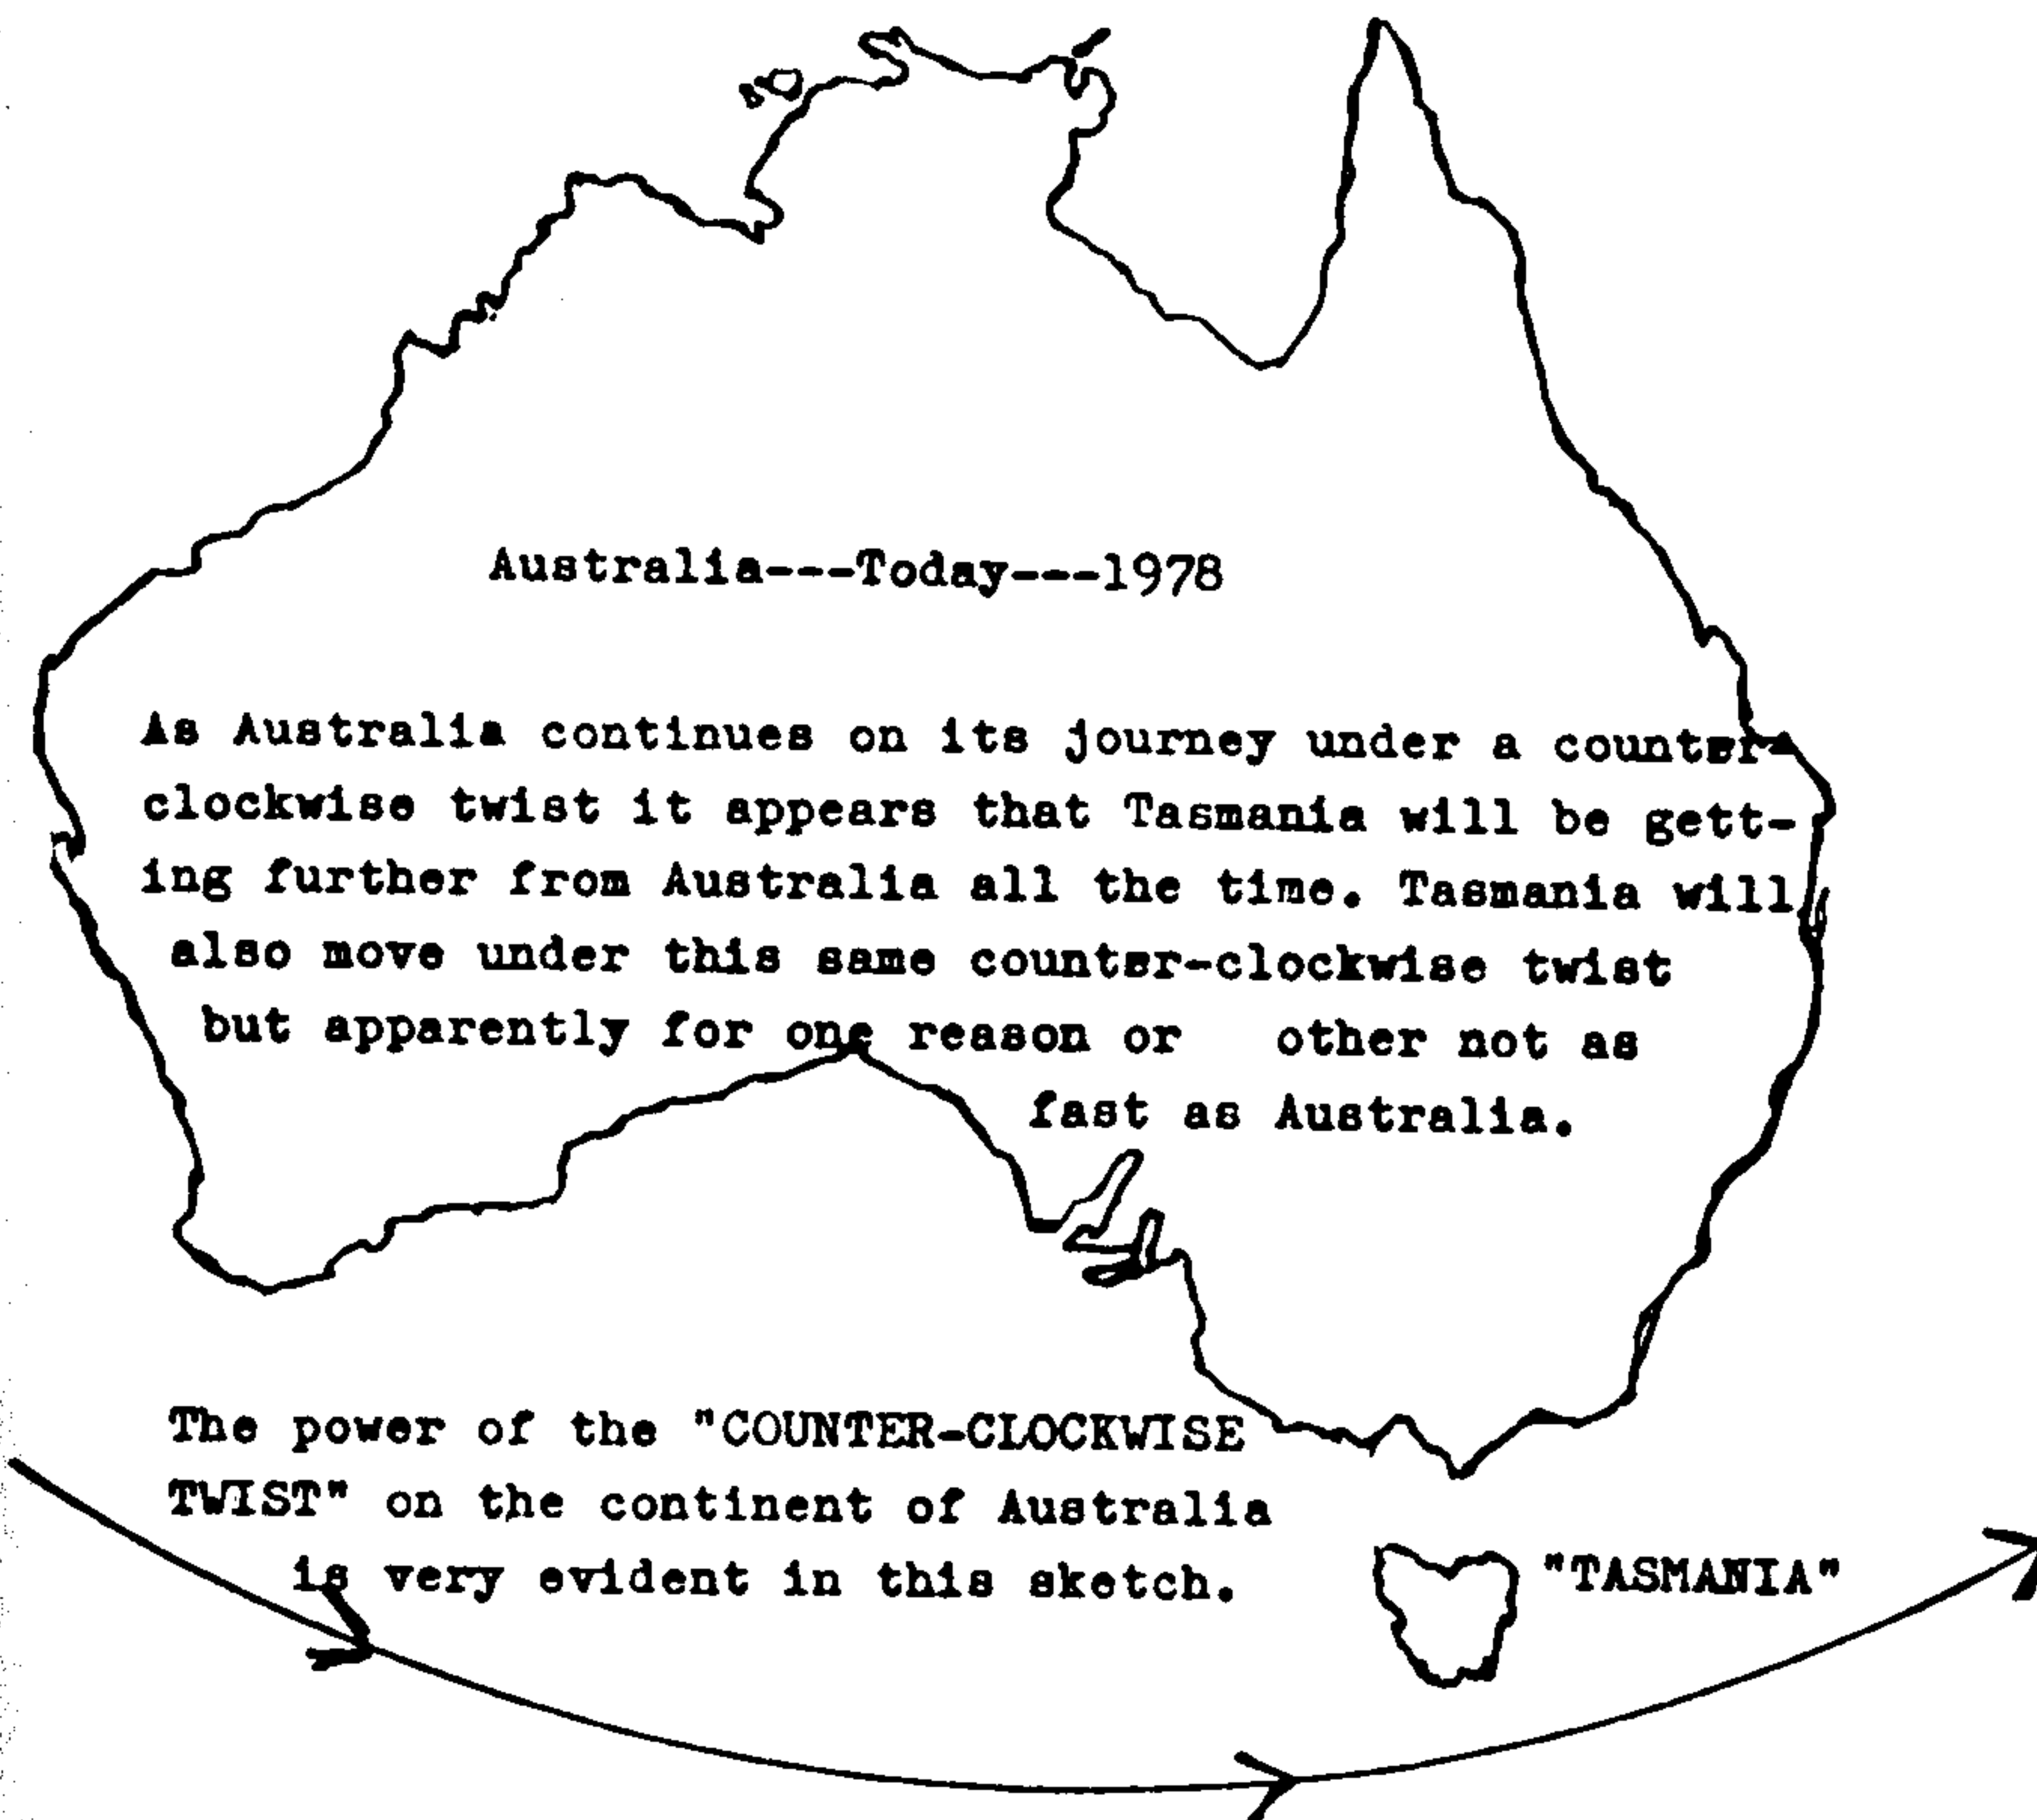 Australia---Today---1978
As Australia continues on its journey under a counter-
clockwise twist it appears that Tasmania will be gett-
ing further from Australia all the time. Tasmania will
also move under this same counter-clockwise twist
but apparently for one reason or other not as
fast as Australia.
The power of the "COUNTER-CLOCKWISE
TWIST" on the continent of Australia
is very evident in this sketch.
"TASMANIA"